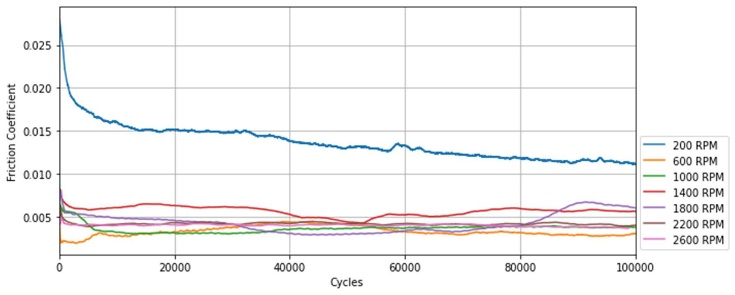 Friction Coefficient
0.025
0.020
0.015
0.010
0.005
0
20000
40000
60000
80000
100000
Cycles
200 RPM
600 RPM
1000 RPM
1400 RPM
1800 RPM
2200 RPM
2600 RPM